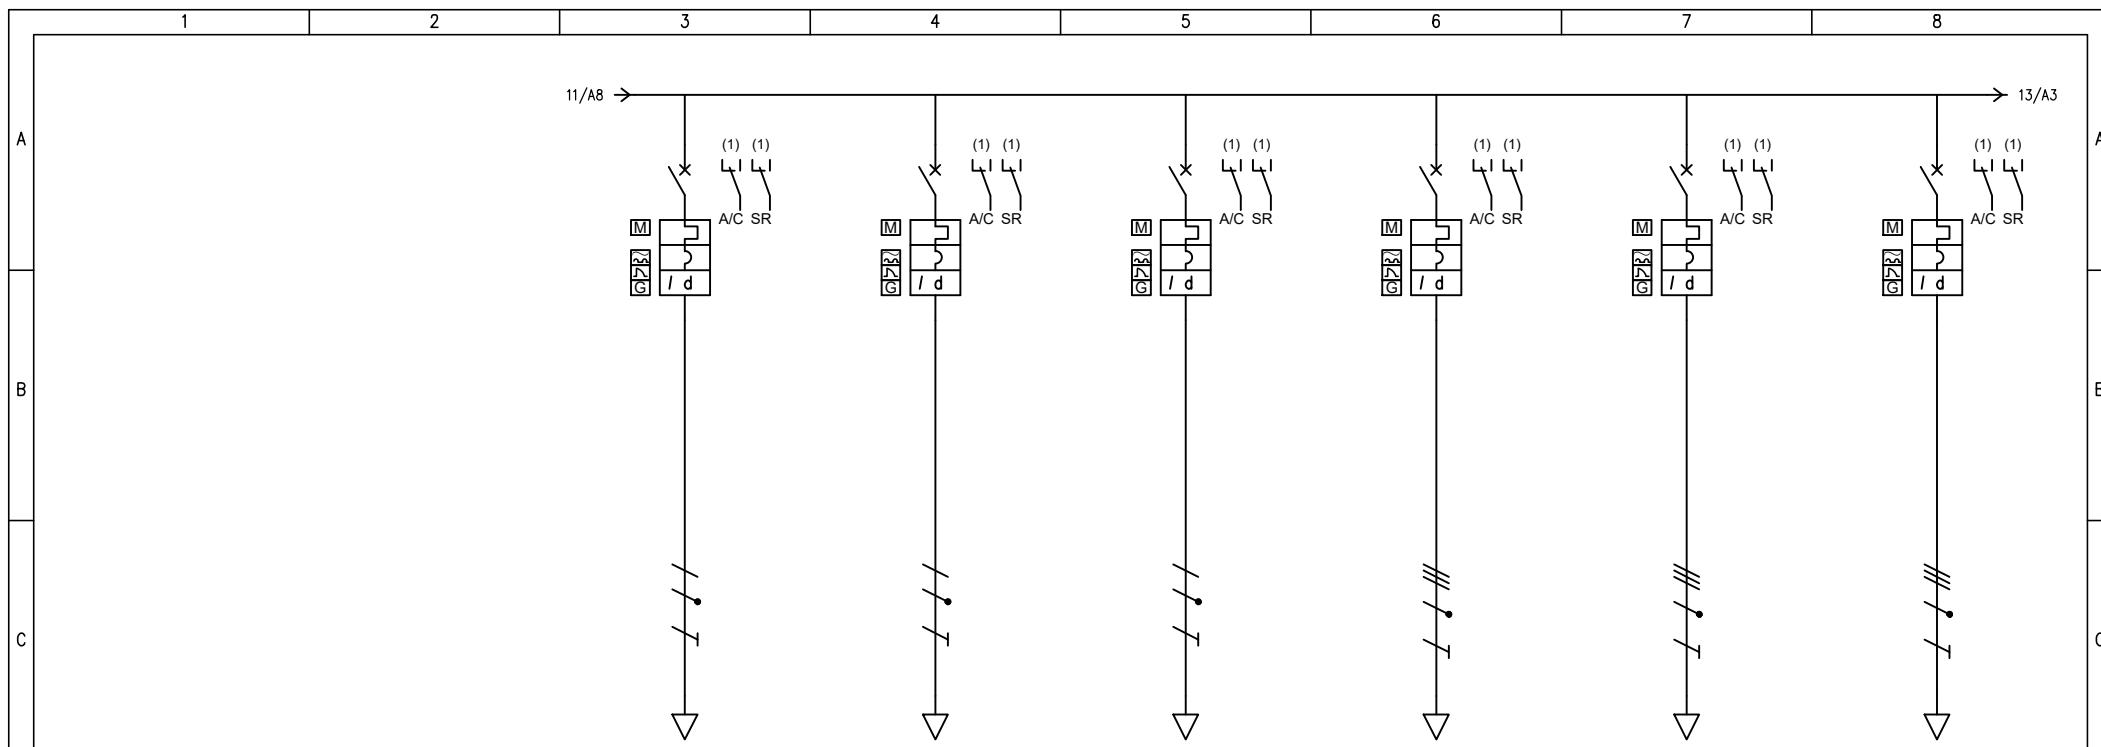 1 2 3 4 5 6 7 8
11/A8 13/A3
A A
(1) (1) (1) (1) (1) (1) (1) (1) (1) (1) (1) (1)
A/C SR A/C SR A/C SR A/C SR A/C SR A/C SR
M M M M M M
G I d G I d G I d G I d G I d G I d
B
C